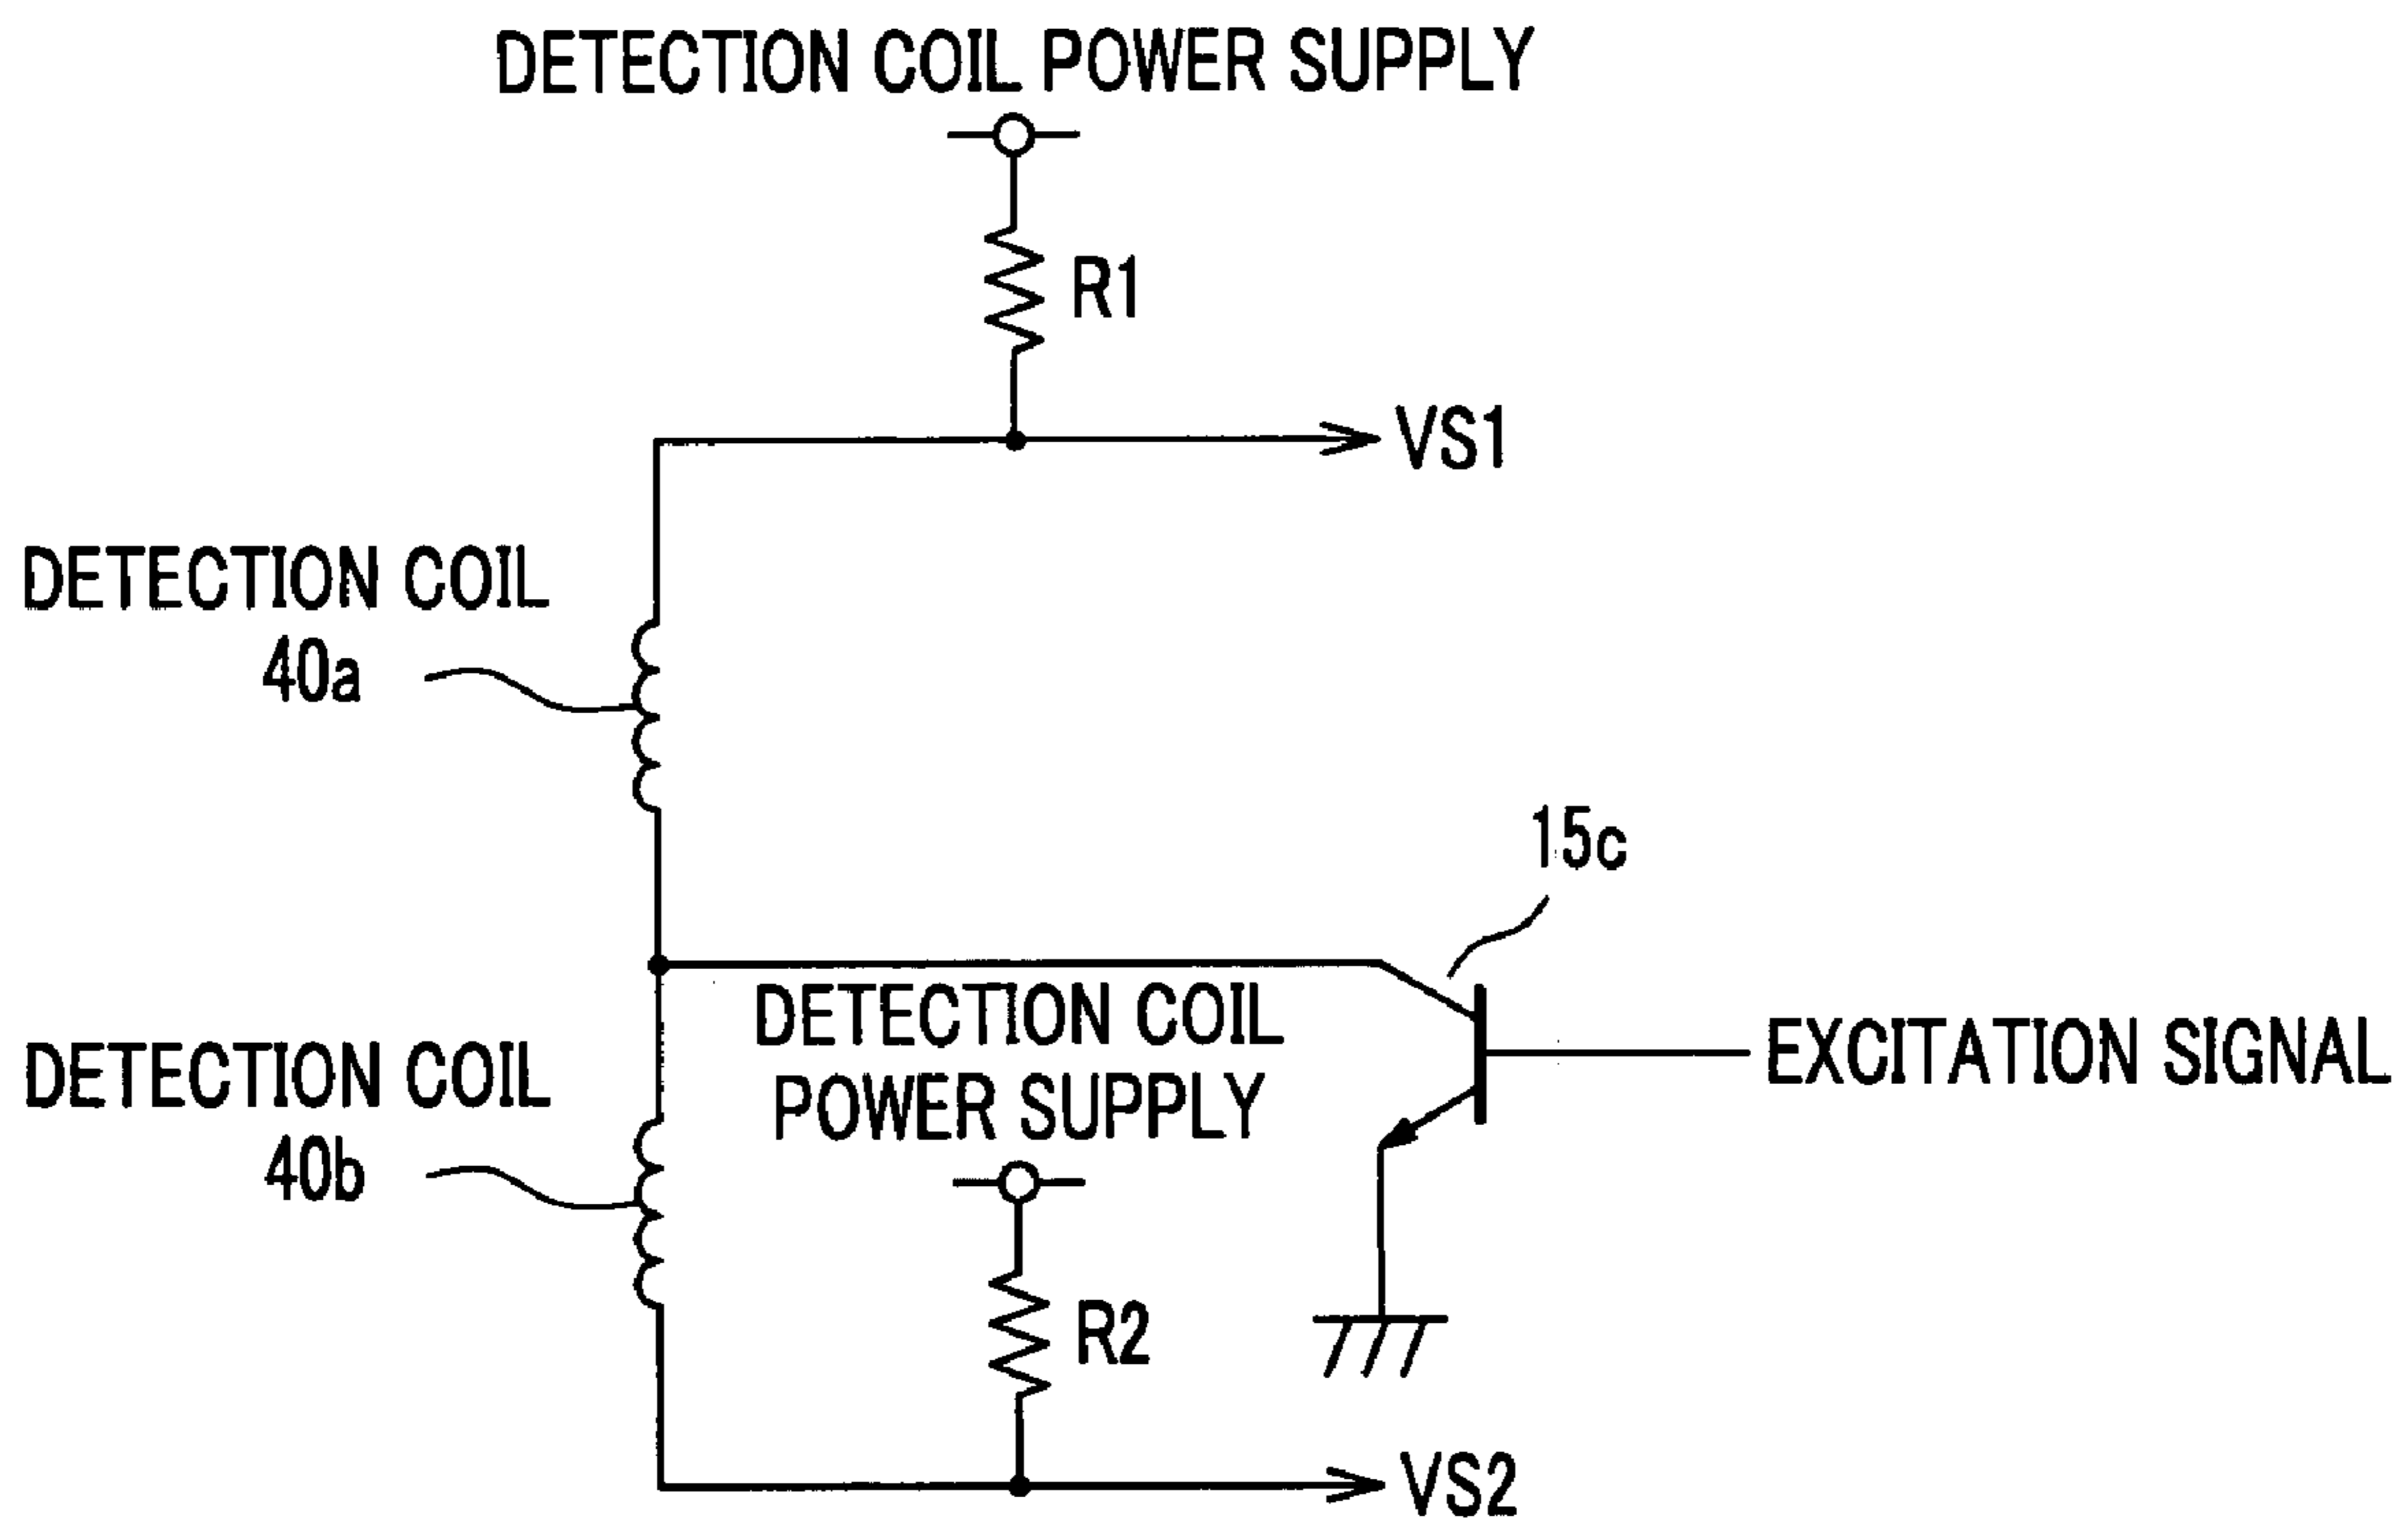 DETECTION COIL POWER SUPPLY
R1
VS1
DETECTION COIL
40a
15c
DETECTION COIL
POWER SUPPLY
EXCITATION SIGNAL
DETECTION COIL
40b
R2
VS2